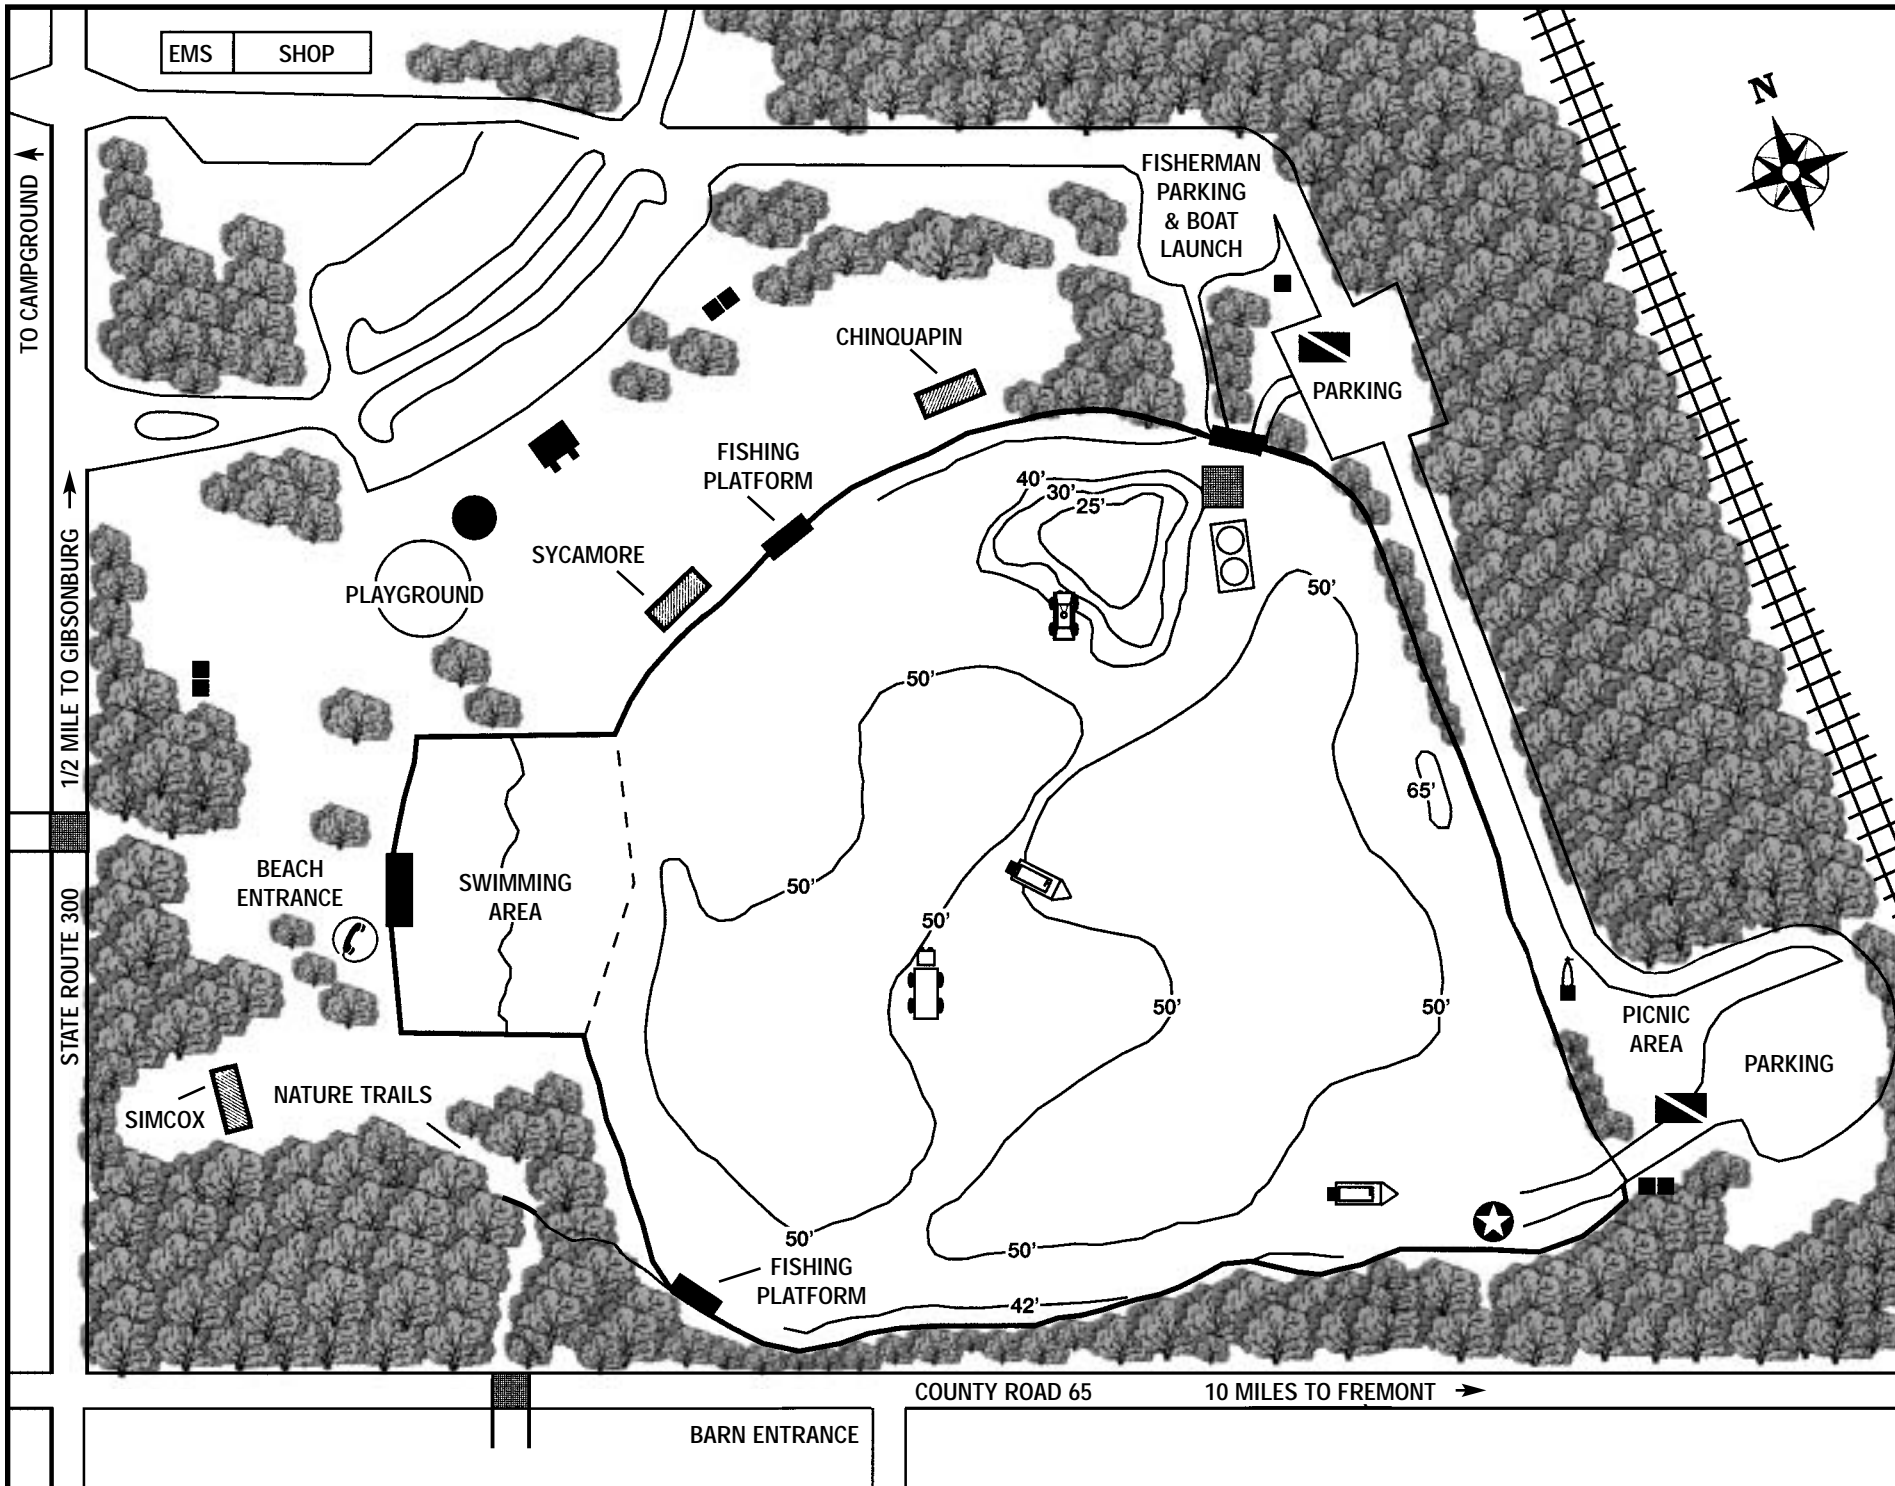 EMS
SHOP
N
TO CAMPGROUND
FISHERMAN
PARKING
& BOAT
LAUNCH
CHINQUAPIN
PARKING
FISHING
PLATFORM
40'
30'
25'
SYCAMORE
PLAYGROUND
50'
1/2 MILE TO GIBSONBURG
50'
65'
BEACH
ENTRANCE
SWIMMING
AREA
50'
50'
STATE ROUTE 300
50'
50'
PICNIC
AREA
PARKING
SIMCOX
NATURE TRAILS
50'
50'
FISHING
PLATFORM
42'
COUNTY ROAD 65
10 MILES TO FREMONT
BARN ENTRANCE